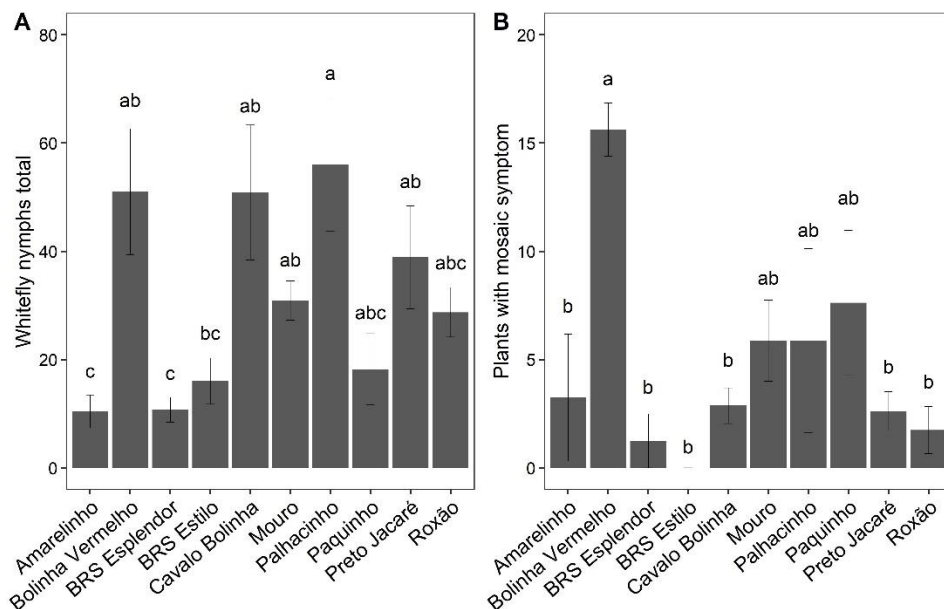 A
Whitefly nymphs total
80
60
40
20
0
c
ab
c
bc
ab
ab
a
abc
ab
abc
Amarelinho
Bolinha Vermelho
BRS Esplendor
BRS Estilo
Cavalo Bolinha
Mouro
Palhacinho
Paquinho
Preto Jacaré
Roxão
B
Plants with mosaic symptom
20
15
10
5
0
b
a
b
b
b
ab
ab
ab
b
b
Amarelinho
Bolinha Vermelho
BRS Esplendor
BRS Estilo
Cavalo Bolinha
Mouro
Palhacinho
Paquinho
Preto Jacaré
Roxão